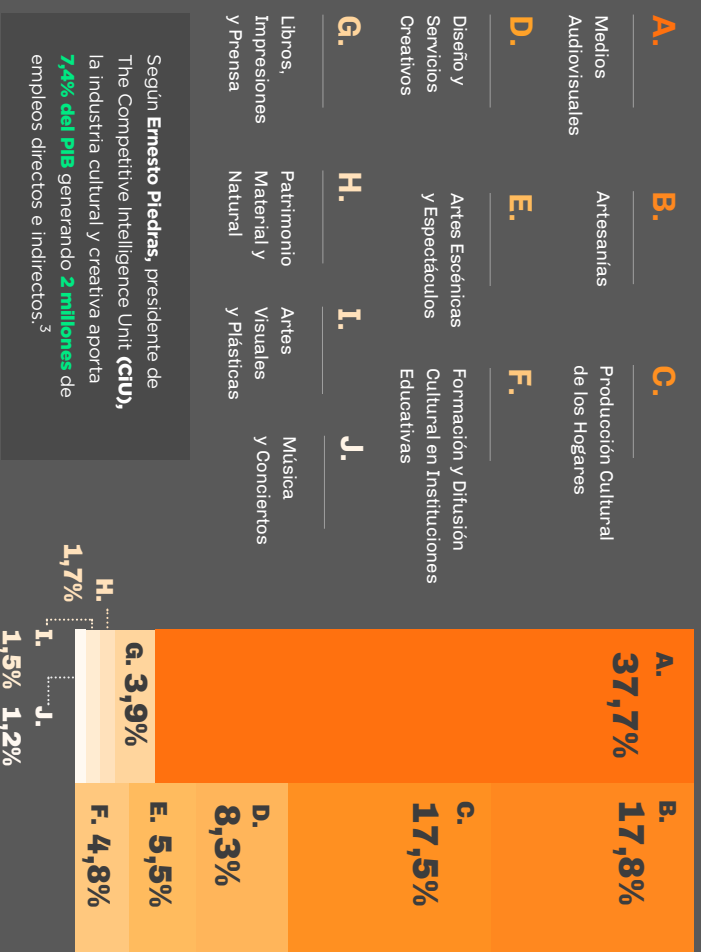 A.
Medios
Audiovisuales
B.
Artesanías
C.
Producción Cultural
de los Hogares
D.
Diseño y
Servicios
Creativos
E.
Artes Escénicas
y Espectáculos
F.
Formación y Difusión
Cultural en Instituciones
Educativas
G.
Libros,
Impresiones
y Prensa
H.
Patrimonio
Material y
Natural
I.
Artes
Visuales
y Plásticas
J.
Música
y Conciertos
Según Ernesto Piedras, presidente de
The Competitive Intelligence Unit (CiU),
la industria cultural y creativa aporta
7,4% del PIB generando 2 millones de
empleos directos e indirectos.3
A.
37,7%
B.
17,8%
C.
17,5%
D.
8,3%
E. 5,5%
F. 4,8%
G. 3,9%
H.
1,7%
I.
1,5%
J.
1,2%